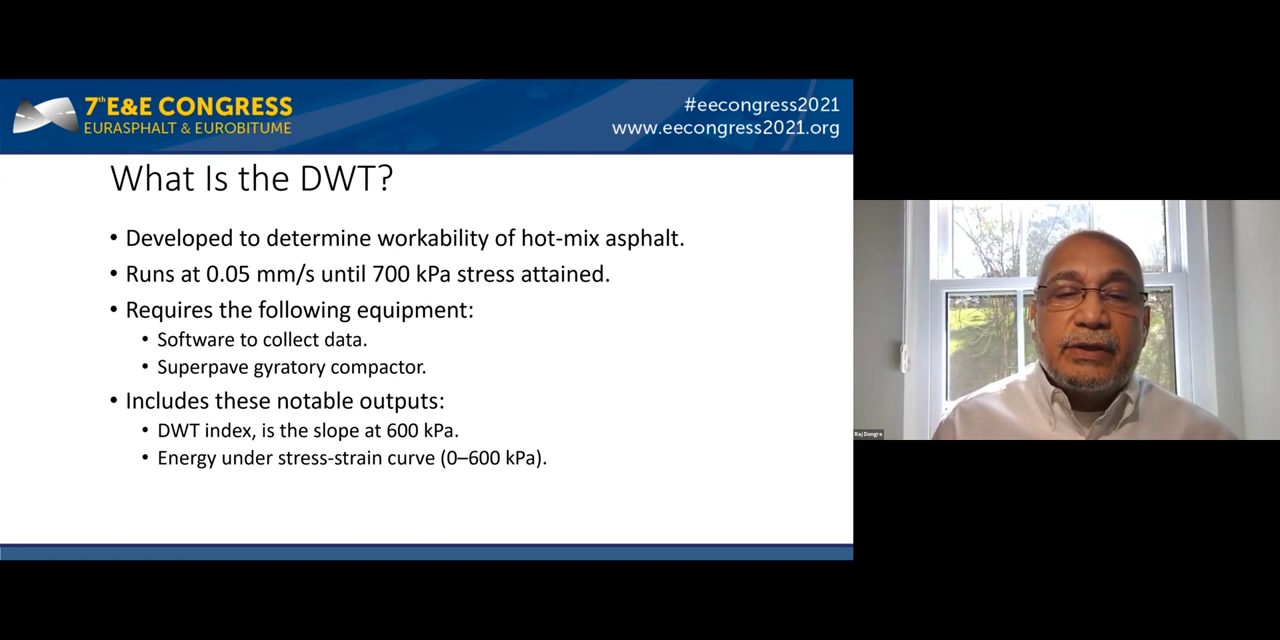 7th E&E CONGRESS
EURASPHALT & EUROBITUME
#eecongress2021
www.eecongress2021.org
What Is the DWT?
• Developed to determine workability of hot-mix asphalt.
• Runs at 0.05 mm/s until 700 kPa stress attained.
• Requires the following equipment:
• Software to collect data.
• Superpave gyratory compactor.
• Includes these notable outputs:
• DWT index, is the slope at 600 kPa.
• Energy under stress-strain curve (0–600 kPa).
Raj Dongre